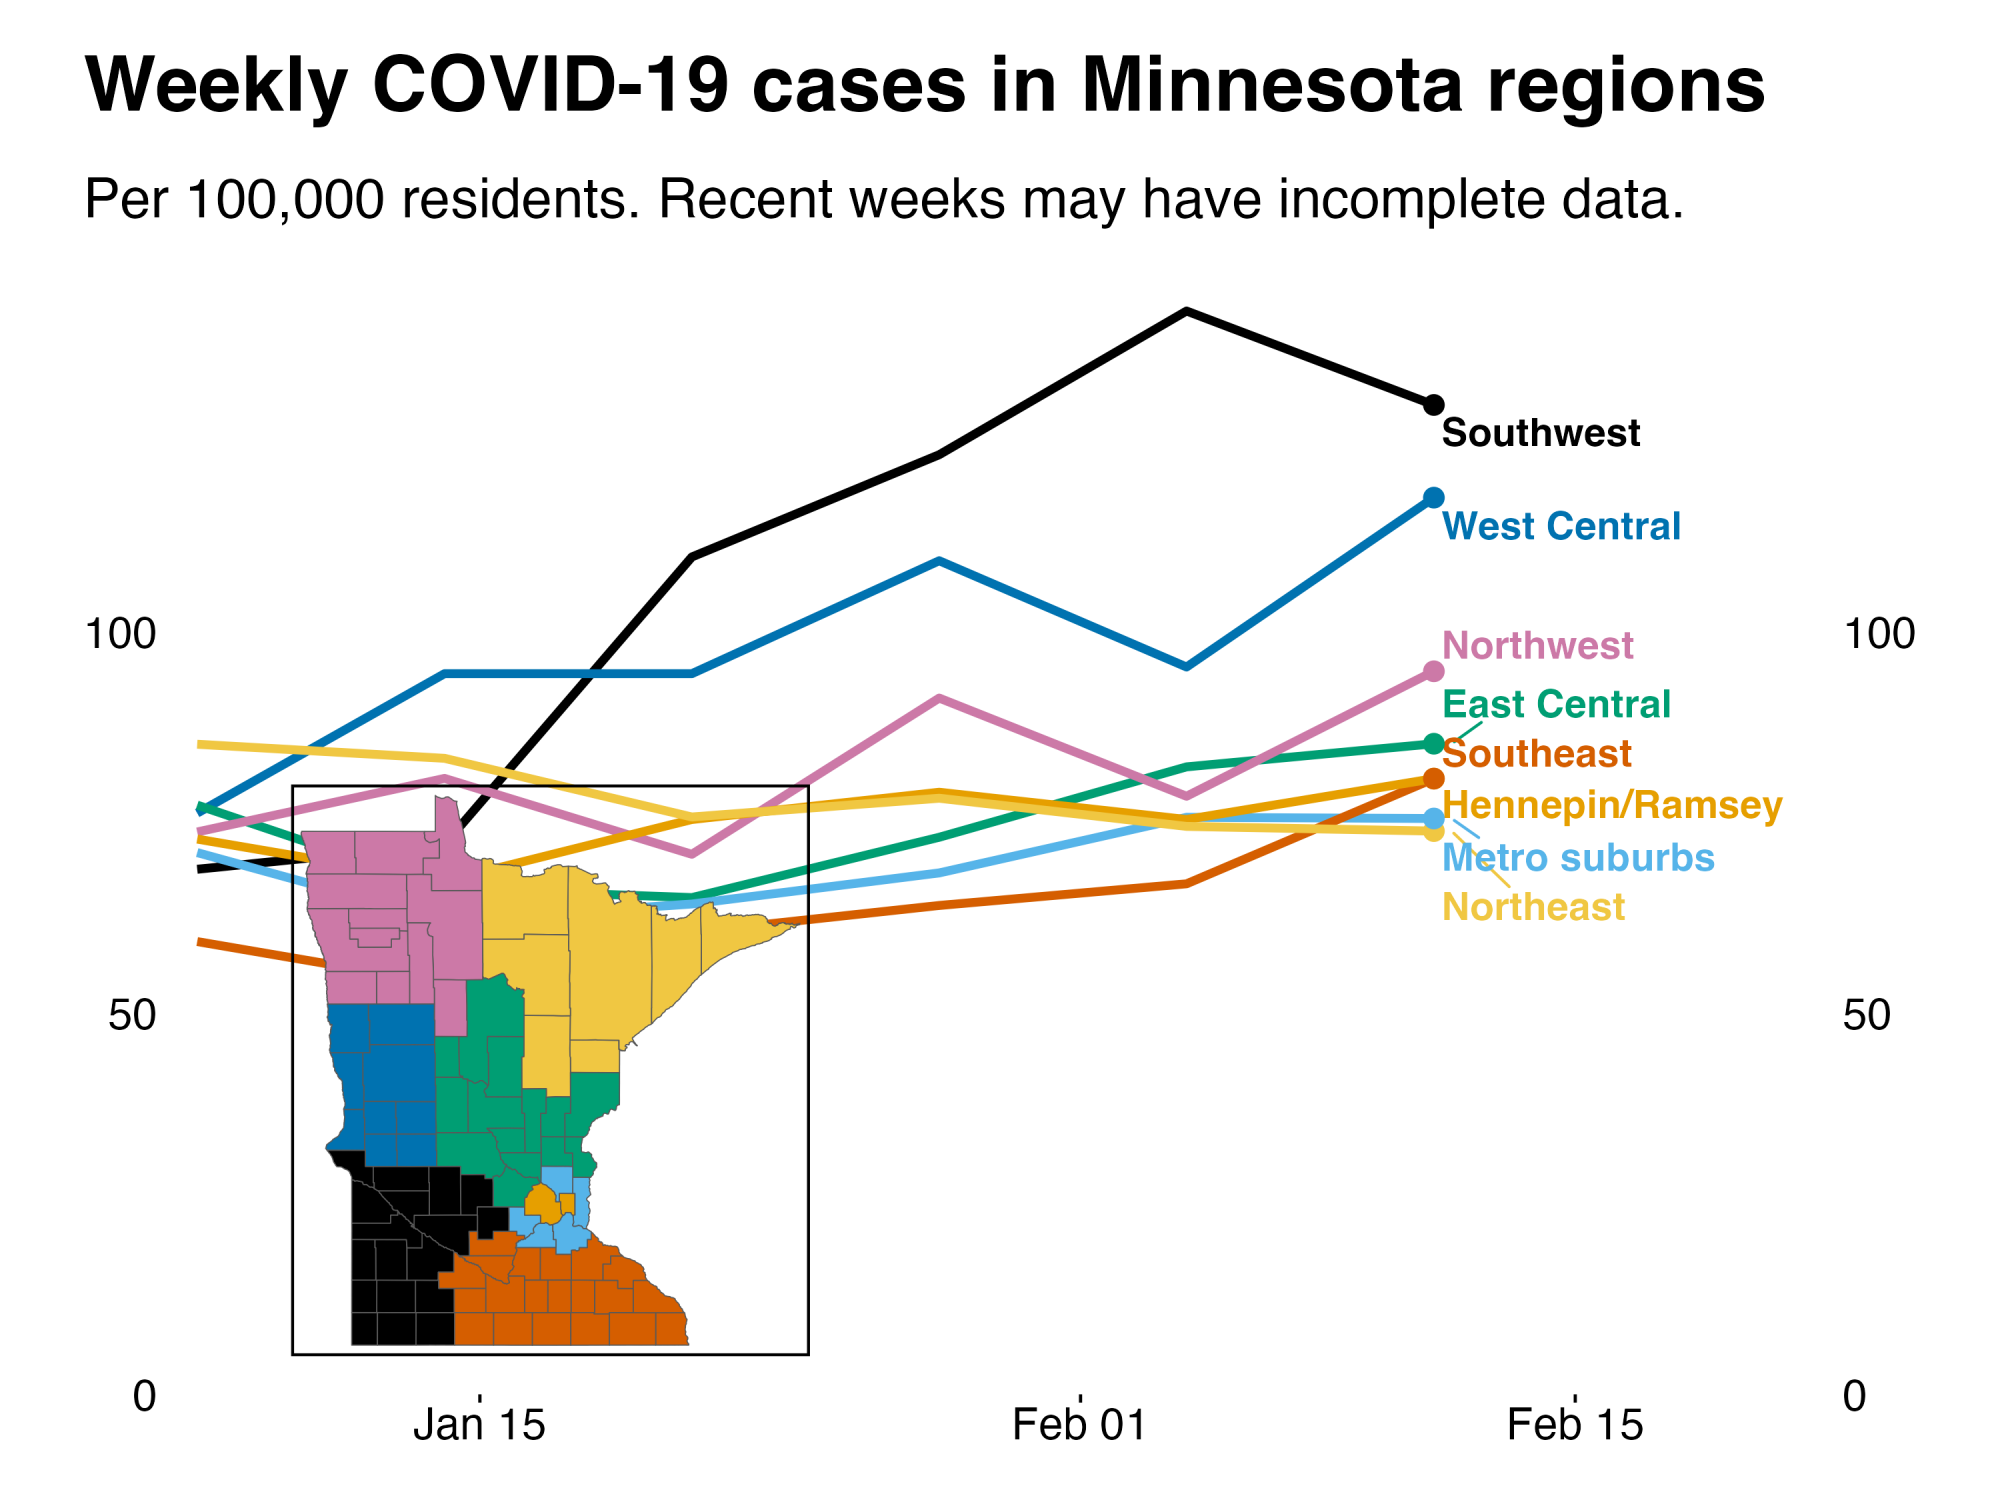 Weekly COVID-19 cases in Minnesota regions
Per 100,000 residents. Recent weeks may have incomplete data.
Southwest
West Central
100
100
Northwest
East Central
Southeast
Hennepin/Ramsey
Metro suburbs
Northeast
50
50
0
0
Jan 15
Feb 01
Feb 15